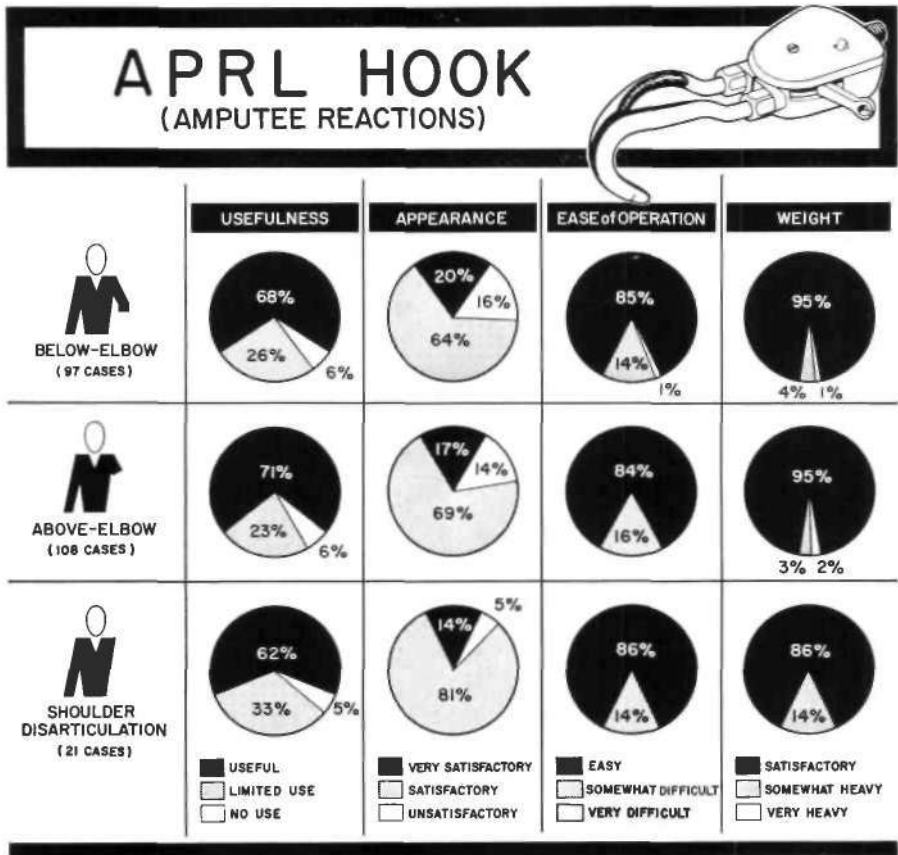 APRL HOOK
(AMPUTEE REACTIONS)
USEFULNESS
APPEARANCE
EASE of OPERATION
WEIGHT
BELOW-ELBOW
(97 CASES)
68%
26%
6%
20%
16%
64%
85%
14%
1%
95%
4%
1%
ABOVE-ELBOW
(108 CASES)
71%
23%
6%
17%
14%
69%
84%
16%
95%
3%
2%
SHOULDER
DISARTICULATION
(21 CASES)
62%
33%
5%
14%
5%
81%
86%
14%
86%
14%
USEFUL
LIMITED USE
NO USE
VERY SATISFACTORY
SATISFACTORY
UNSATISFACTORY
EASY
SOMEWHAT DIFFICULT
VERY DIFFICULT
SATISFACTORY
SOMEWHAT HEAVY
VERY HEAVY